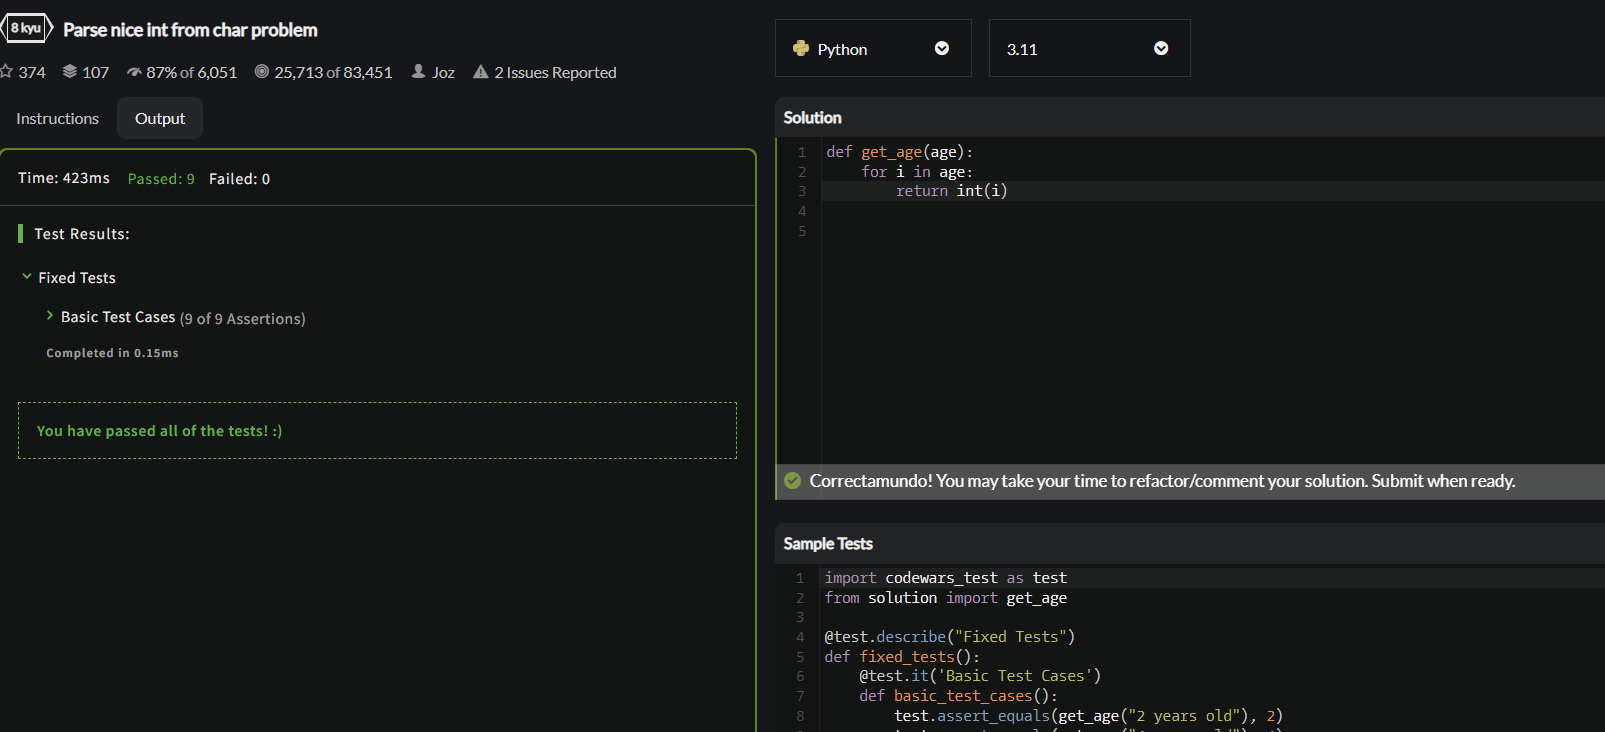 8 kyu Parse nice int from char problem
374 107 87% of 6,051 25,713 of 83,451 Joz 2 Issues Reported
Instructions Output
Time: 423ms Passed: 9 Failed: 0
Test Results:
Fixed Tests
Basic Test Cases (9 of 9 Assertions)
Completed in 0.15ms
You have passed all of the tests! :)
Python 3.11
Solution
1 def get_age(age):
2     for i in age:
3         return int(i)
4
5
Correctamundo! You may take your time to refactor/comment your solution. Submit when ready.
Sample Tests
1 import codewars_test as test
2 from solution import get_age
3
4 @test.describe("Fixed Tests")
5 def fixed_tests():
6     @test.it('Basic Test Cases')
7     def basic_test_cases():
8         test.assert_equals(get_age("2 years old"), 2)